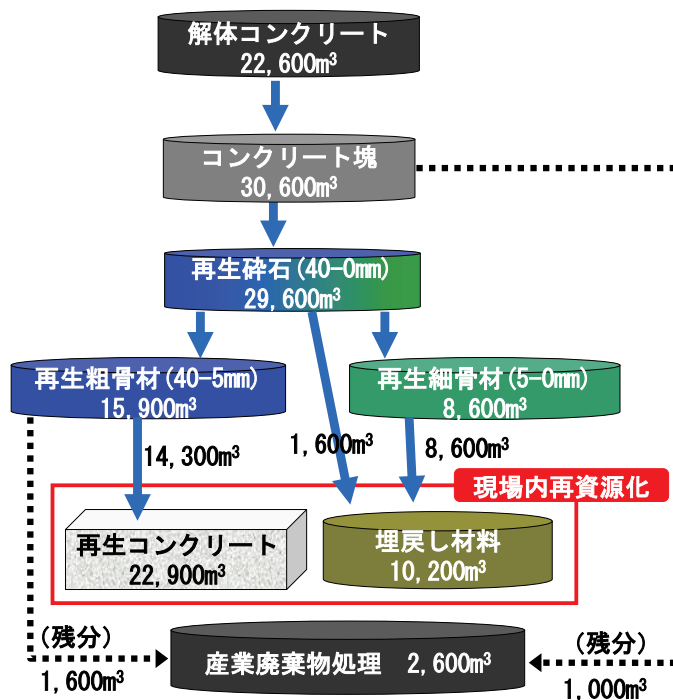 解体コンクリート
22,600m³
コンクリート塊
30,600m³
再生砕石(40-0mm)
29,600m³
再生粗骨材(40-5mm)
15,900m³
再生細骨材(5-0mm)
8,600m³
14,300m³
1,600m³
8,600m³
現場内再資源化
再生コンクリート
22,900m³
埋戻し材料
10,200m³
(残分)
1,600m³
産業廃棄物処理 2,600m³
(残分)
1,000m³